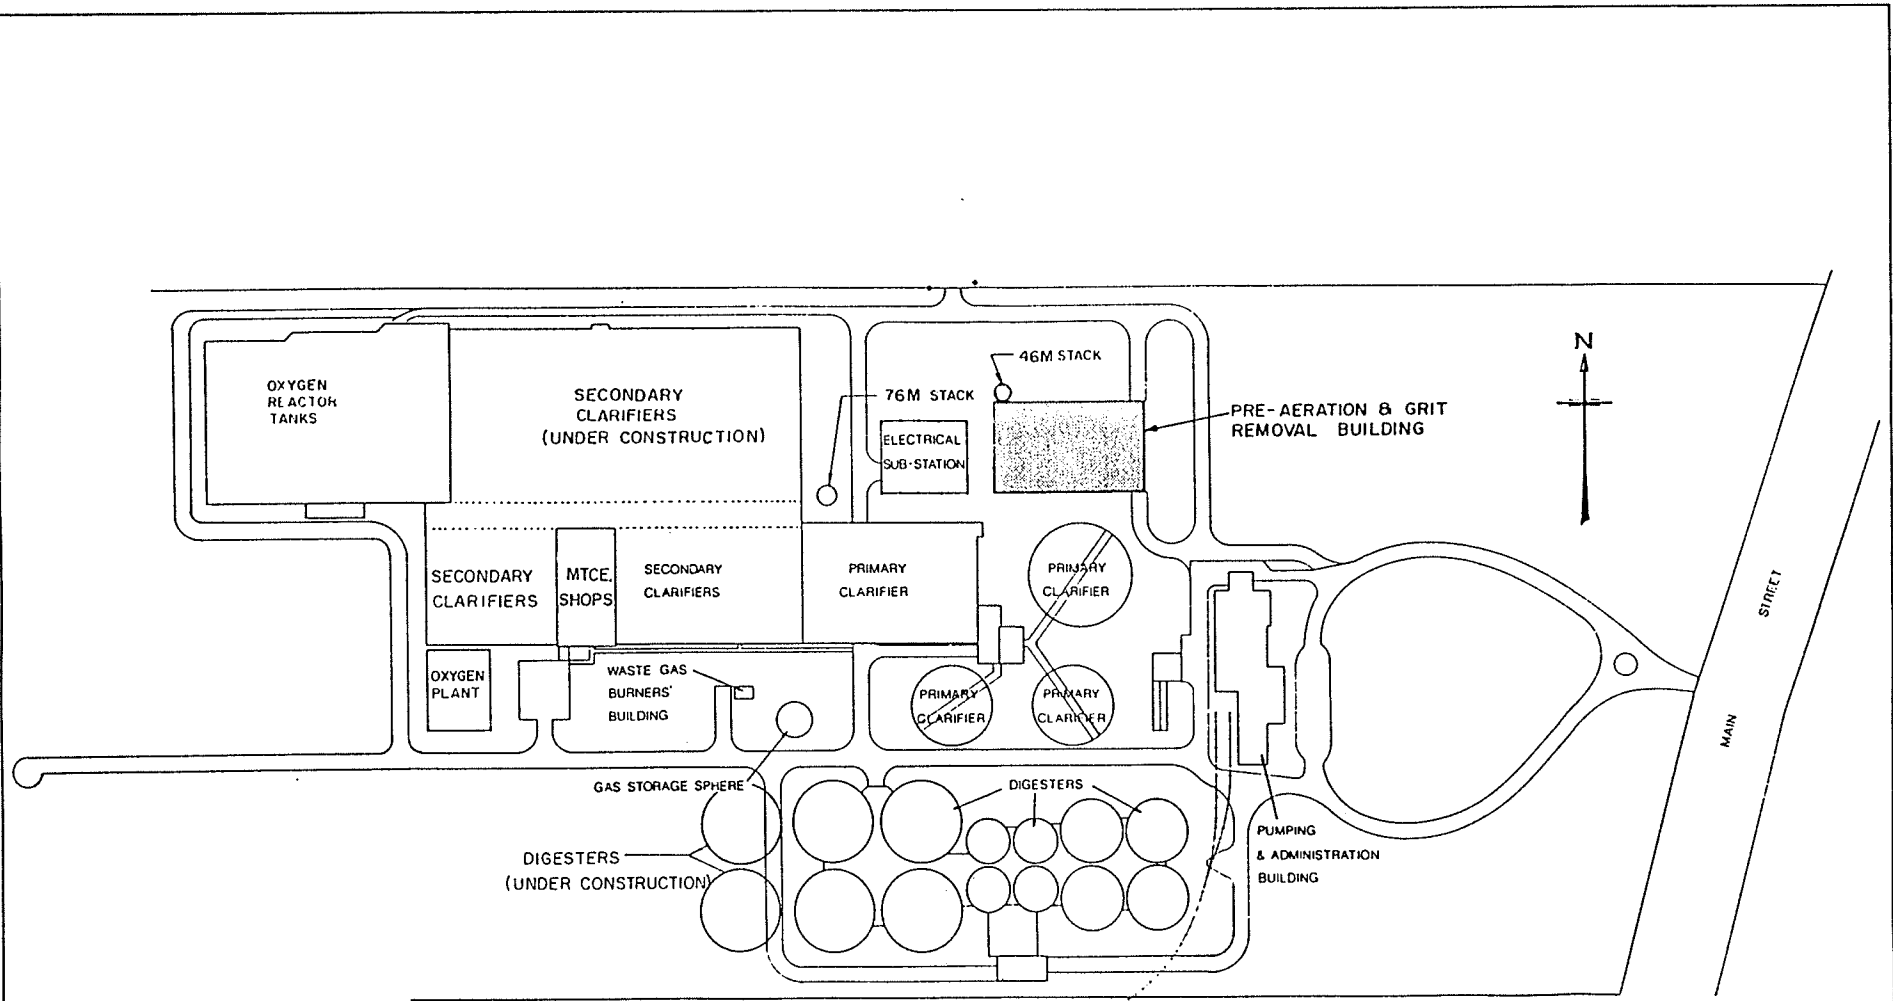 N
46M STACK
76M STACK
OXYGEN
REACTOR
TANKS
SECONDARY
CLARIFIERS
(UNDER CONSTRUCTION)
PRE-AERATION & GRIT
REMOVAL BUILDING
ELECTRICAL
SUB-STATION
SECONDARY
CLARIFIERS
MTCE.
SHOPS
SECONDARY
CLARIFIERS
PRIMARY
CLARIFIER
PRIMARY
CLARIFIER
MAIN STREET
OXYGEN
PLANT
WASTE GAS
BURNERS'
BUILDING
PRIMARY
CLARIFIER
PRIMARY
CLARIFIER
GAS STORAGE SPHERE
DIGESTERS
DIGESTERS
(UNDER CONSTRUCTION)
PUMPING
& ADMINISTRATION
BUILDING